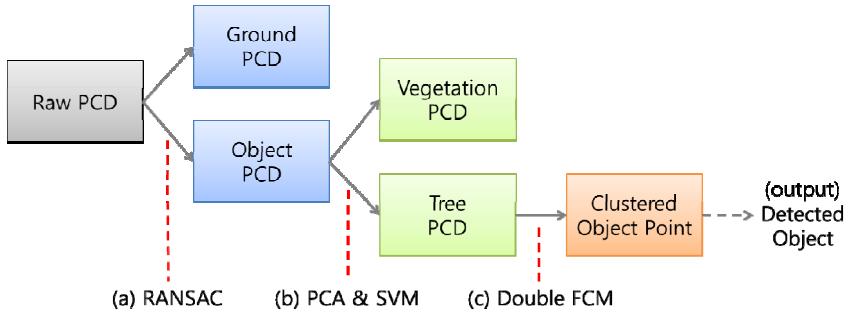 Raw PCD
Ground
PCD
Object
PCD
Vegetation
PCD
Tree
PCD
Clustered
Object Point
(output)
Detected
Object
(a) RANSAC
(b) PCA & SVM
(c) Double FCM